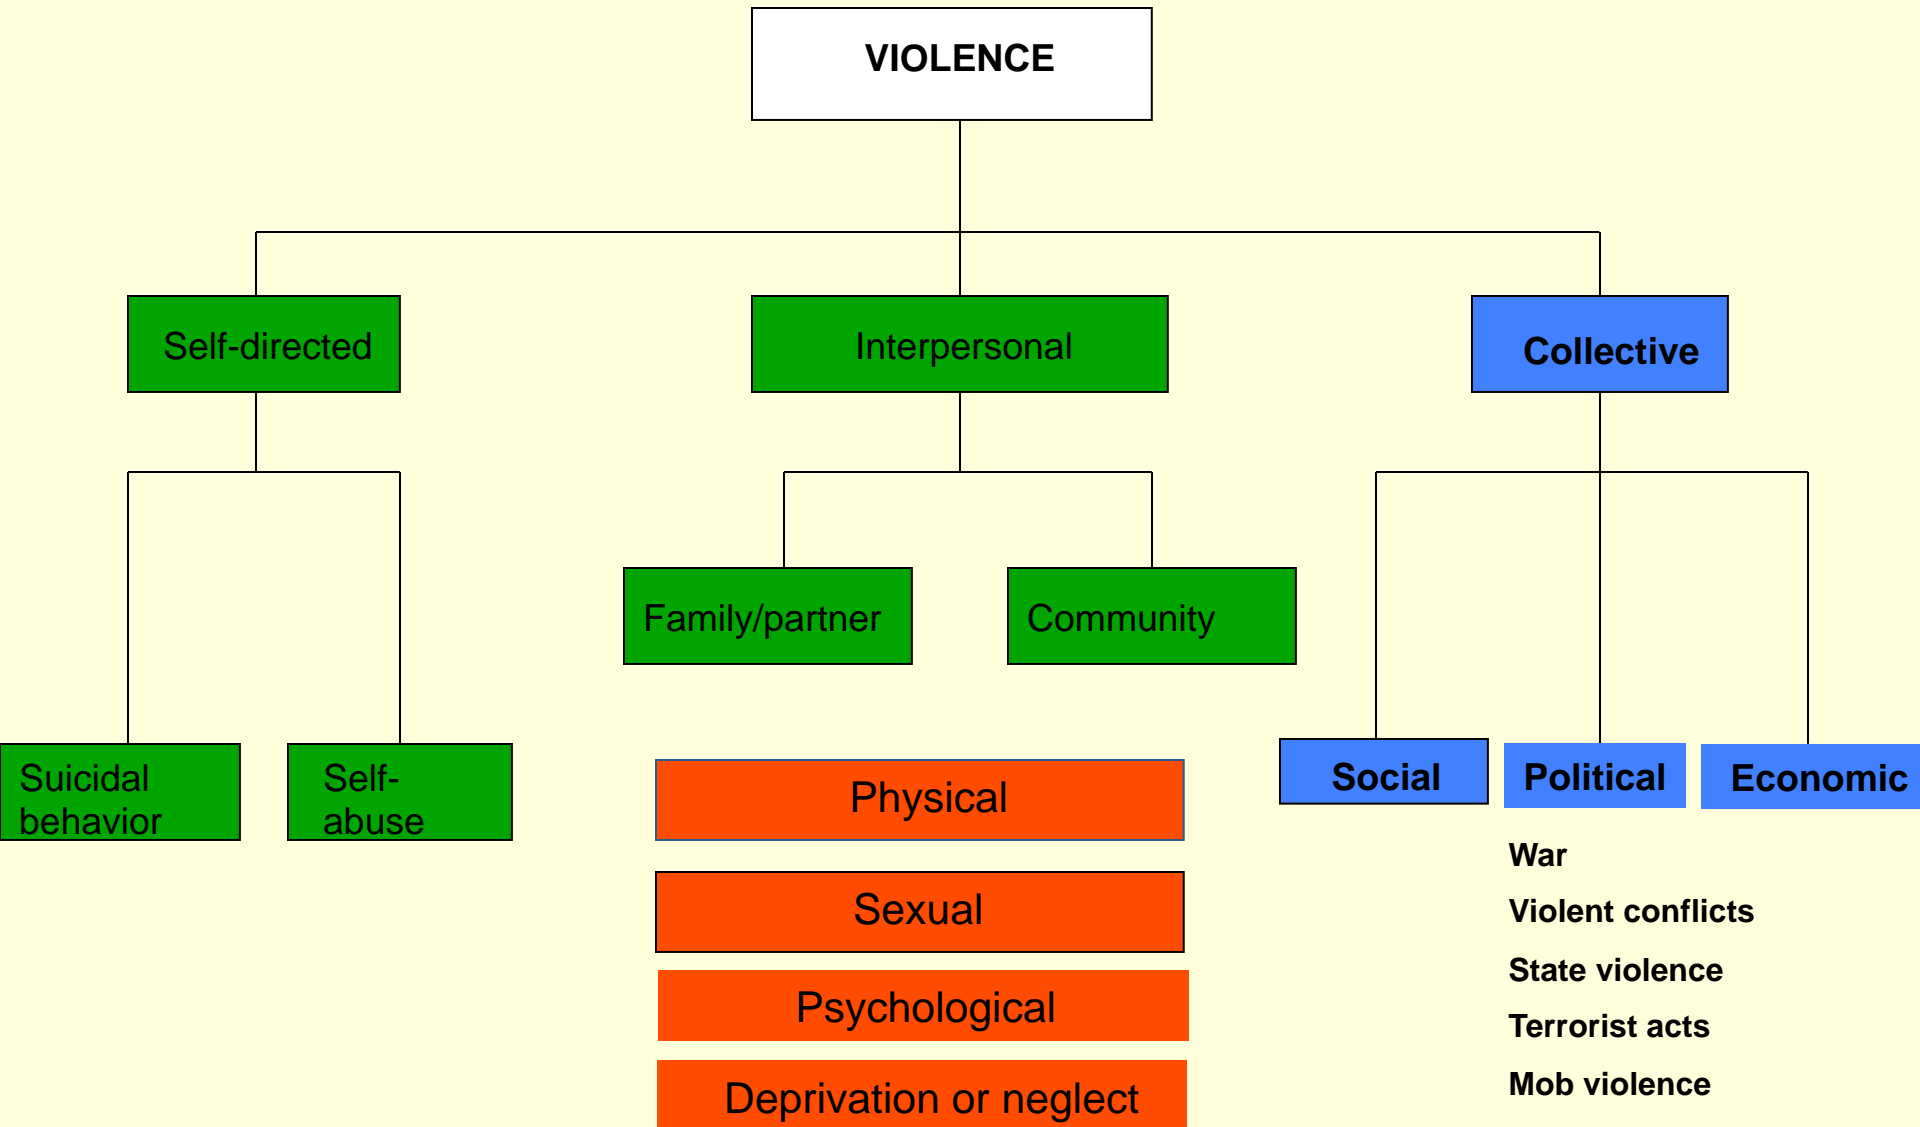 VIOLENCE
Self-directed
Interpersonal
Collective
Family/partner
Community
Suicidal
behavior
Self-
abuse
Physical
Sexual
Psychological
Deprivation or neglect
Social
Political
Economic
War
Violent conflicts
State violence
Terrorist acts
Mob violence